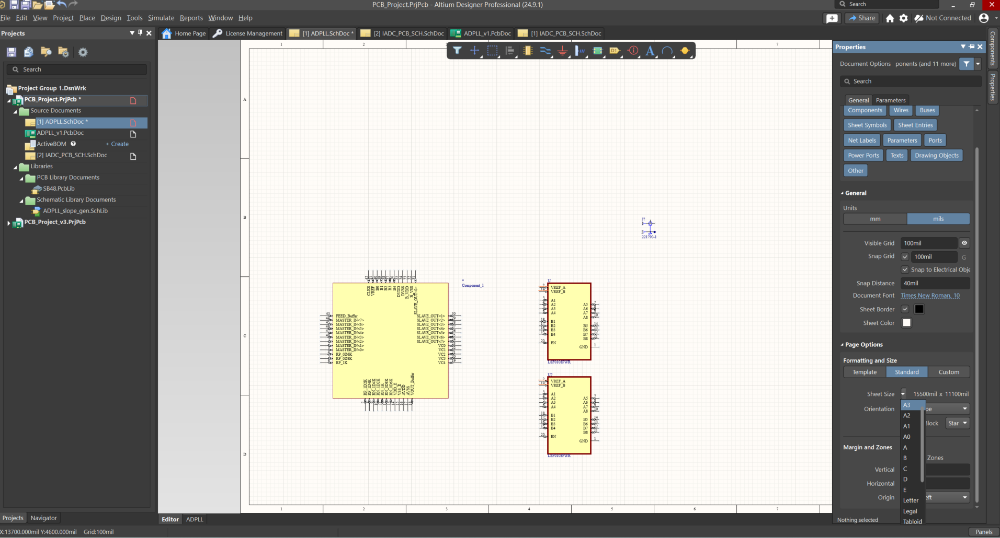 PCB_Project.PrjPcb - Altium Designer Professional (24.9.1)
Search
File Edit View Project Place Design Tools Simulate Reports Window Help
Share
Not Connected
Projects
Home Page
License Management
[1] ADPLL.SchDoc *
[2] IADC_PCB_SCH.SchDoc
ADPLL_v1.PcbDoc
[1] IADC_PCB_SCH.SchDoc
Search
Project Group 1.DsnWrk
PCB_Project.PrjPcb *
Source Documents
[1] ADPLL.SchDoc *
ADPLL_v1.PcbDoc
ActiveBOM
+ Create
[2] IADC_PCB_SCH.SchDoc
Libraries
PCB Library Documents
SB48.PcbLib
Schematic Library Documents
ADPLL_slope_gen.SchLib
PCB_Project_v3.PrjPcb
Projects Navigator
X:13700.000mil Y:4600.000mil Grid:100mil
1 2 7
A
B
C
D
1 2 3 4 5 6 7
D1
A
J?
1
2
221790-1
*
Component_1
CLKS
VREF
B0
B1
B2
B3
B4
DVDD
DVSS
B_VDD
B_VSS
SLAVE_OUT<0>
FEED_Buffer
MASTER_IN<7>
MASTER_IN<6>
MASTER_IN<5>
MASTER_IN<4>
MASTER_IN<3>
MASTER_IN<2>
MASTER_IN<1>
MASTER_IN<0>
RP_0D6K
RP_0D8K
RP_1K
SLAVE_OUT<1>
SLAVE_OUT<2>
SLAVE_OUT<3>
SLAVE_OUT<4>
SLAVE_OUT<5>
SLAVE_OUT<6>
SLAVE_OUT<7>
VC0
VC1
VC2
VC3
VC4
RP_1D2K
RP_1D4K
RN_1D4K
RN_1D2K
RN_1K
RN_0D8K
RN_0D6K
VDD_E
VSS_E
AVDD
AVSS
VOUT_Buffer
VREF_A
VREF_B
A1
A2 A5
A3 A6
A4 A7
A8
B1
B2 B5
B3 B6
B4 B7
B8
EN
GND
LSF0108PWR
U?
VREF_A
VREF_B
A1
A2 A5
A3 A6
A4 A7
A8
B1
B2 B5
B3 B6
B4 B7
B8
EN
GND
LSF0108PWR
Editor ADPLL
Properties
Document Options
ponents (and 11 more)
Search
General Parameters
Components Wires Buses
Sheet Symbols Sheet Entries
Net Labels Parameters Ports
Power Ports Texts Drawing Objects
Other
General
Units
mm mils
Visible Grid 100mil
Snap Grid 100mil G
Snap to Electrical Obje
Snap Distance 40mil
Document Font Times New Roman, 10
Sheet Border
Sheet Color
Page Options
Formatting and Size
Template Standard Custom
Sheet Size 15500mil x 11100mil
Orientation pe
Block Star
Margin and Zones
Zones
Vertical
Horizontal
Origin eft
A3
A2
A1
A0
A
B
C
D
E
Letter
Legal
Tabloid
Nothing selected
Panels
Components
Properties